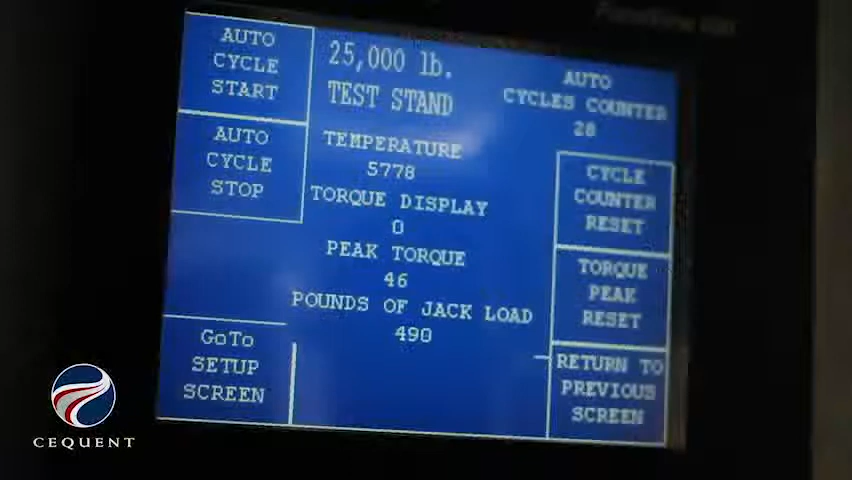 AUTO
CYCLE
START
25,000 lb.
TEST STAND
AUTO
CYCLES COUNTER
28
AUTO
CYCLE
STOP
TEMPERATURE
5778
TORQUE DISPLAY
0
PEAK TORQUE
46
POUNDS OF JACK LOAD
490
CYCLE
COUNTER
RESET
TORQUE
PEAK
RESET
GoTo
SETUP
SCREEN
RETURN TO
PREVIOUS
SCREEN
CEQUENT